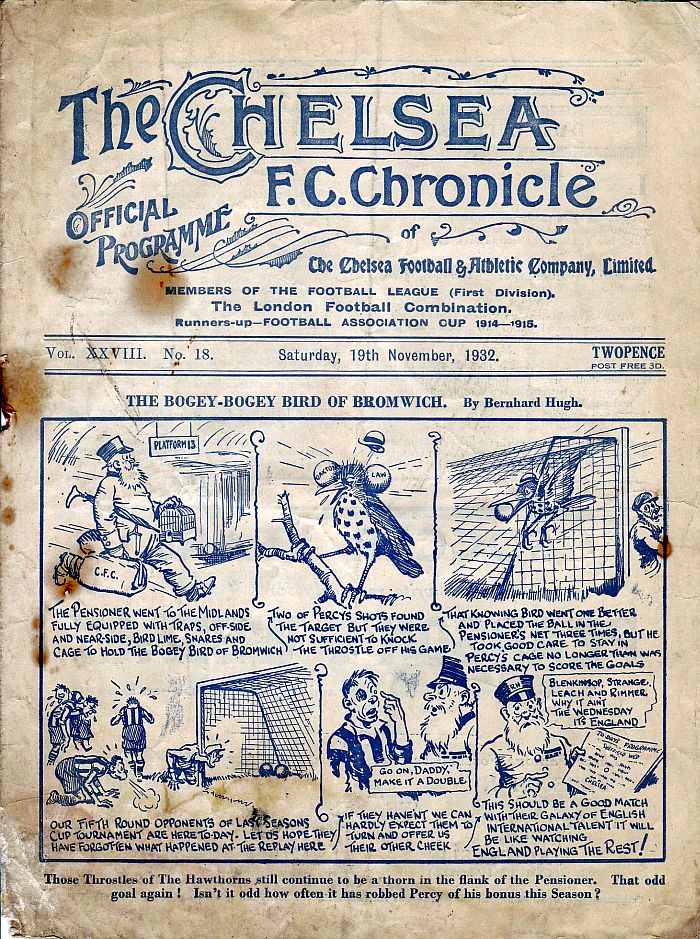 The CHELSEA
F.C. Chronicle
OFFICIAL
PROGRAMME
of
The Chelsea Football & Athletic Company, Limited.
MEMBERS OF THE FOOTBALL LEAGUE (First Division).
The London Football Combination.
Runners-up—FOOTBALL ASSOCIATION CUP 1914—1915.
VOL. XXVIII. No. 18.
Saturday, 19th November, 1932.
TWOPENCE
POST FREE 3D.
THE BOGEY-BOGEY BIRD OF BROMWICH. By Bernhard Hugh.
PLATFORM 13
C.F.C.
THE PENSIONER WENT TO THE MIDLANDS
FULLY EQUIPPED WITH TRAPS, OFF-SIDE
AND NEAR-SIDE, BIRD LIME, SNARES AND
CAGE TO HOLD THE BOGEY BIRD OF BROMWICH
LAW
TWO OF PERCYS SHOTS FOUND
THE TARGET BUT THEY WERE
NOT SUFFICIENT TO KNOCK
THE THROSTLE OFF HIS GAME
THAT KNOWING BIRD WENT ONE BETTER
AND PLACED THE BALL IN THE
PENSIONER'S NET THREE TIMES, BUT HE
TOOK GOOD CARE TO STAY IN
PERCY'S CAGE NO LONGER THAN WAS
NECESSARY TO SCORE THE GOALS
OUR FIFTH ROUND OPPONENTS OF LAST SEASONS
CUP TOURNAMENT ARE HERE TO-DAY. LET US HOPE THEY
HAVE FORGOTTEN WHAT HAPPENED AT THE REPLAY HERE
GO ON, DADDY,
MAKE IT A DOUBLE
IF THEY HAVEN'T WE CAN
HARDLY EXPECT THEM TO
TURN AND OFFER US
THEIR OTHER CHEEK
BLENKINSOP, STRANGE,
LEACH AND RIMMER,
WHY IT AINT
THE WEDNESDAY
ITS ENGLAND
RH
TO-DAYS PROGRAMME
CHELSEA
THIS SHOULD BE A GOOD MATCH
WITH THEIR GALAXY OF ENGLISH
INTERNATIONAL TALENT IT WILL
BE LIKE WATCHING
ENGLAND PLAYING THE REST!
Those Throstles of The Hawthorns still continue to be a thorn in the flank of the Pensioner. That odd
goal again! Isn't it odd how often it has robbed Percy of his bonus this Season?